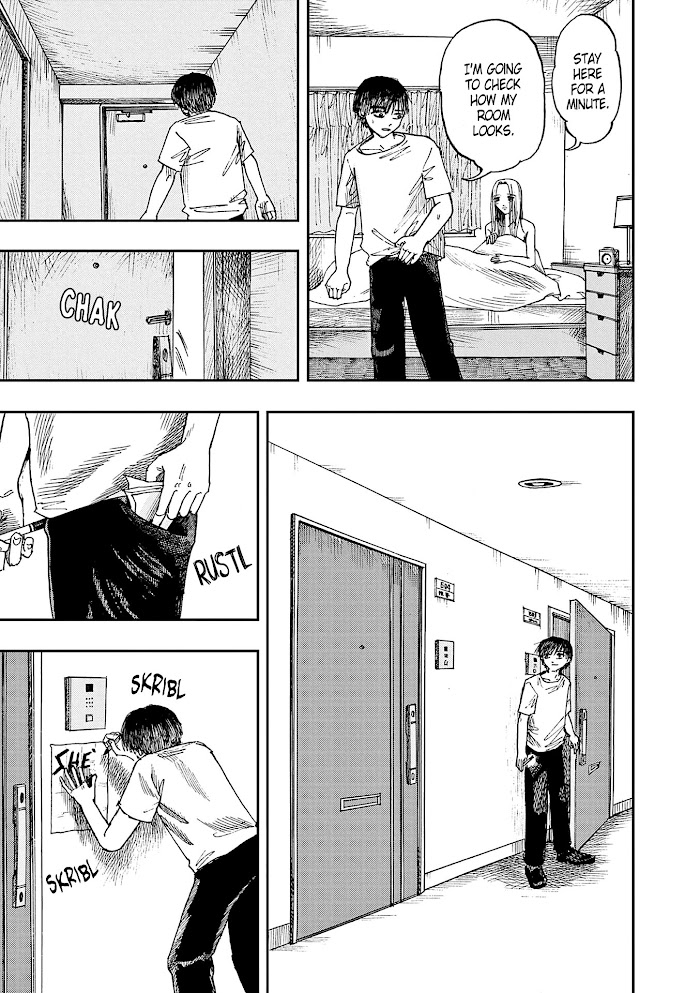 STAY
HERE
FOR A
MINUTE.
I'M GOING
TO CHECK
HOW MY
ROOM
LOOKS.
CHAK
RUSTL
SKRIBL
SHE
SKRIBL